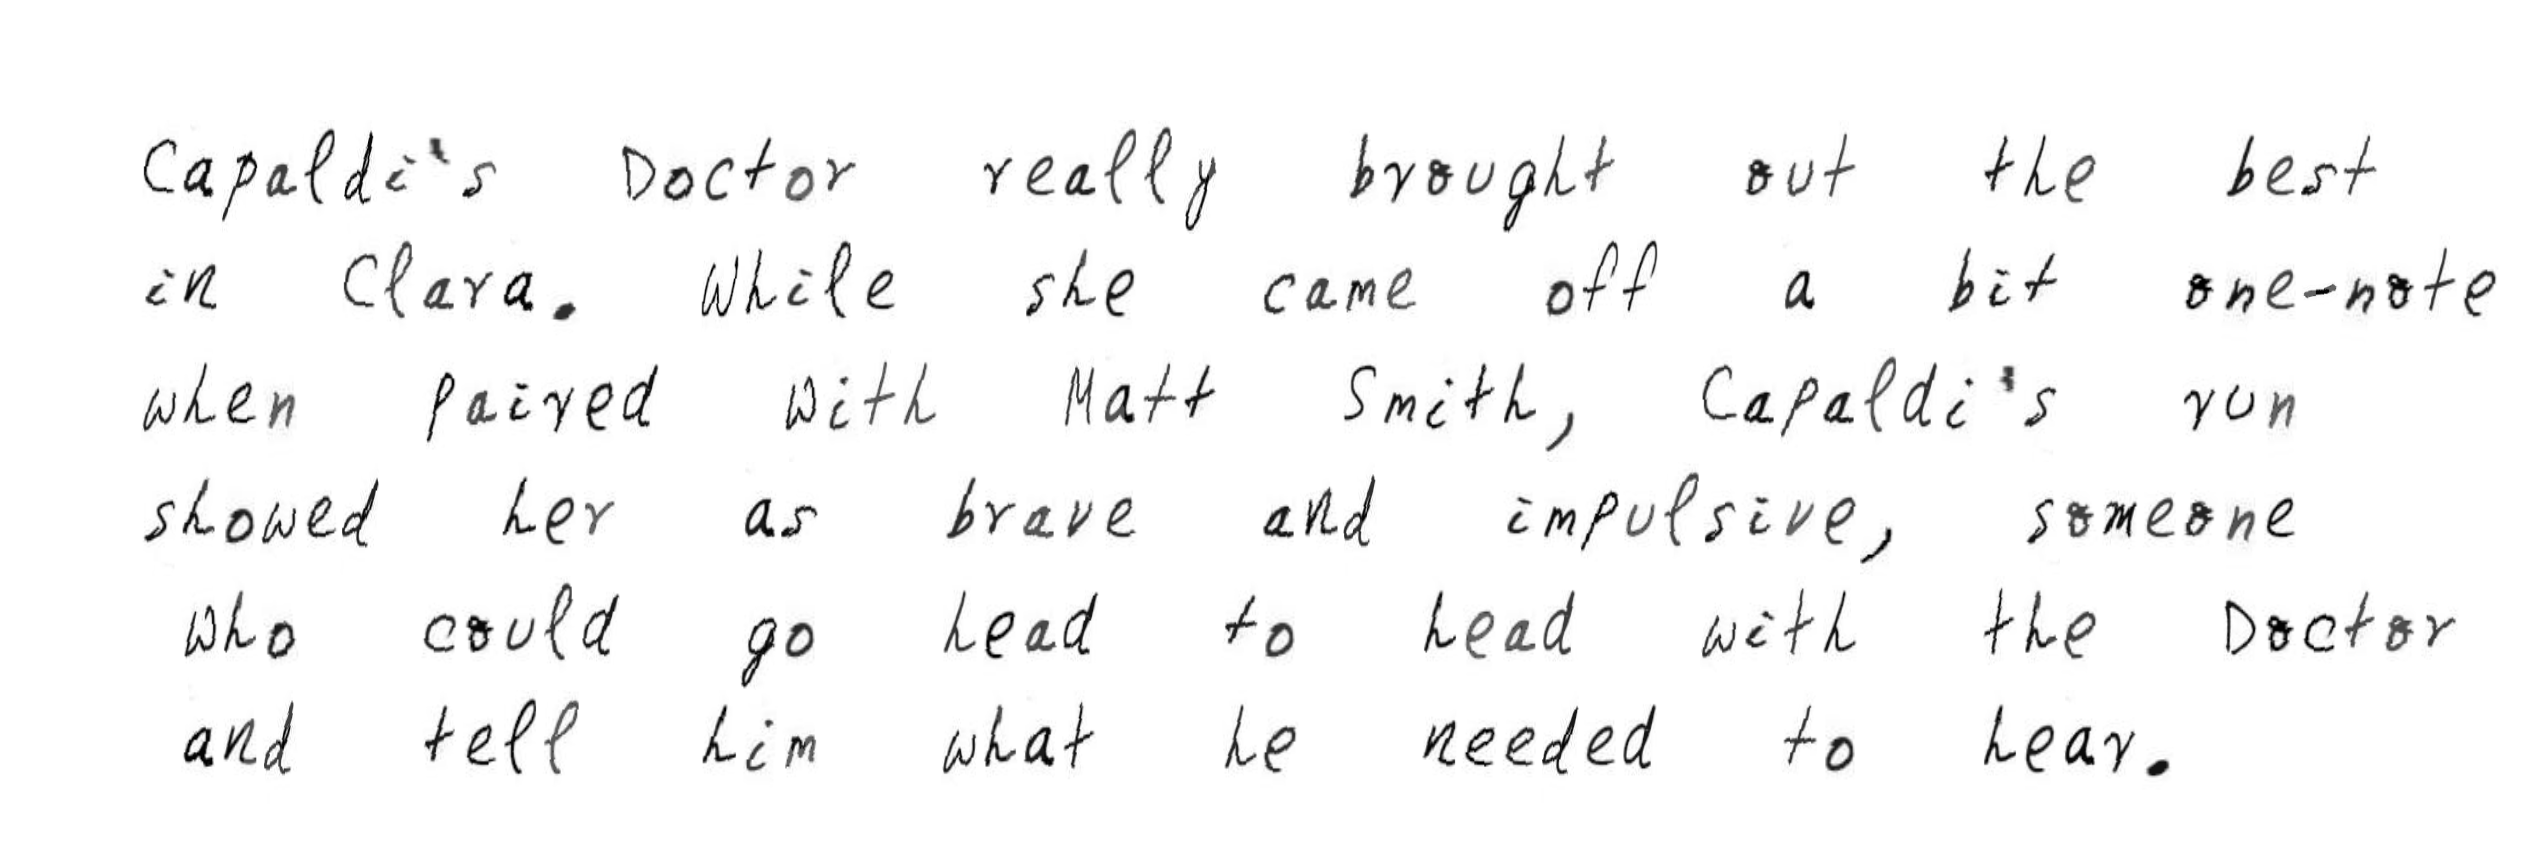 Capaldi's Doctor really brought out the best
in Clara. While she came off a bit one-note
when paired with Matt Smith, Capaldi's run
showed her as brave and impulsive, someone
who could go head to head with the Doctor
and tell him what he needed to hear.